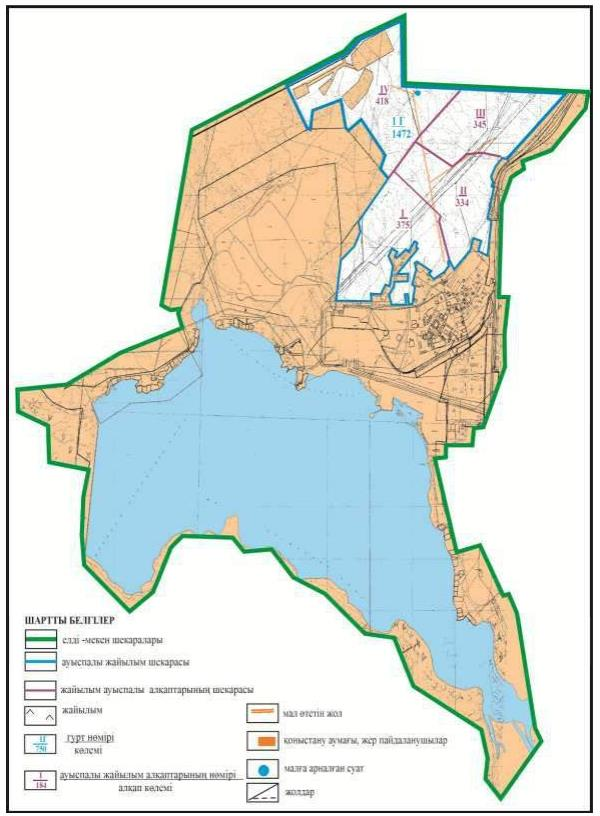 IV
418
1 Г
1472
III
345
II
334
I
375
ШАРТТЫ БЕЛГІЛЕР
елді -мекен шекаралары
ауыспалы жайылым шекарасы
жайылым ауыспалы алқаптарының шекарасы
жайылым
750
гурт нөмірі
көлемі
I
184
ауыспалы жайылым алқаптарының нөмірі
алқап көлемі
мал өтетін жол
қоныстану аумағы, жер пайдаланушылар
малға арналған суат
жолдар